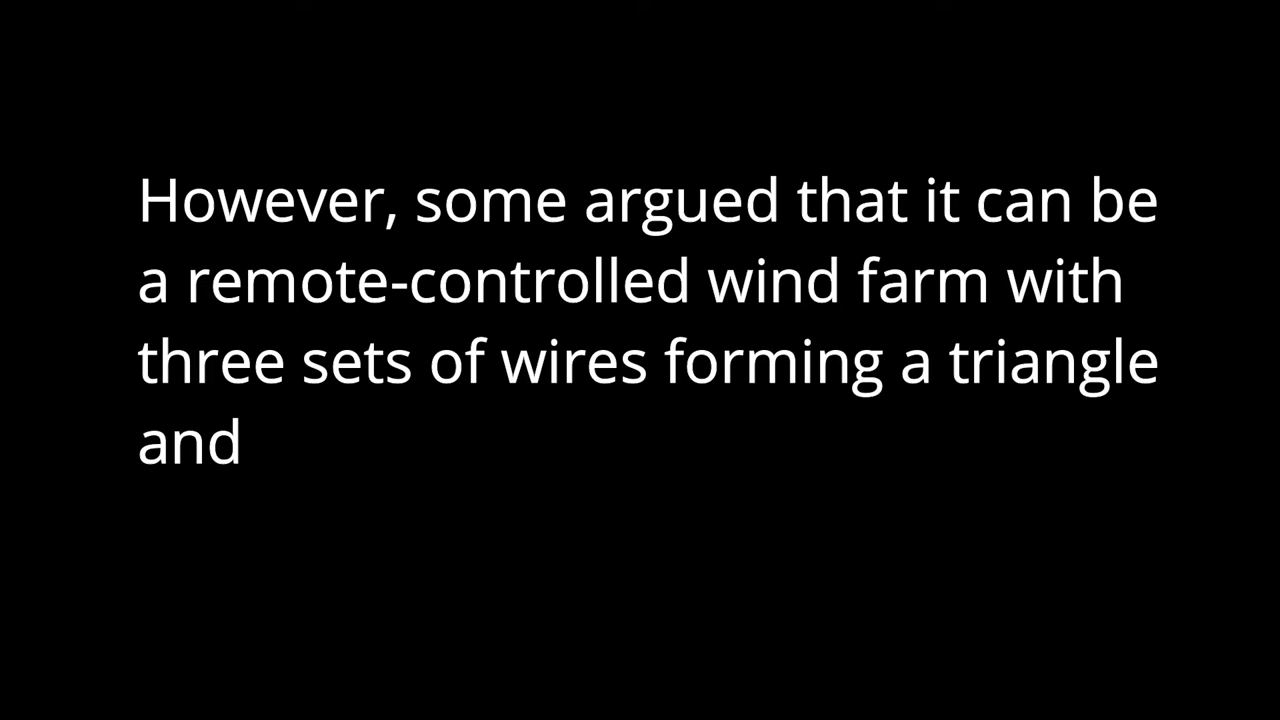 However, some argued that it can be
a remote-controlled wind farm with
three sets of wires forming a triangle
and